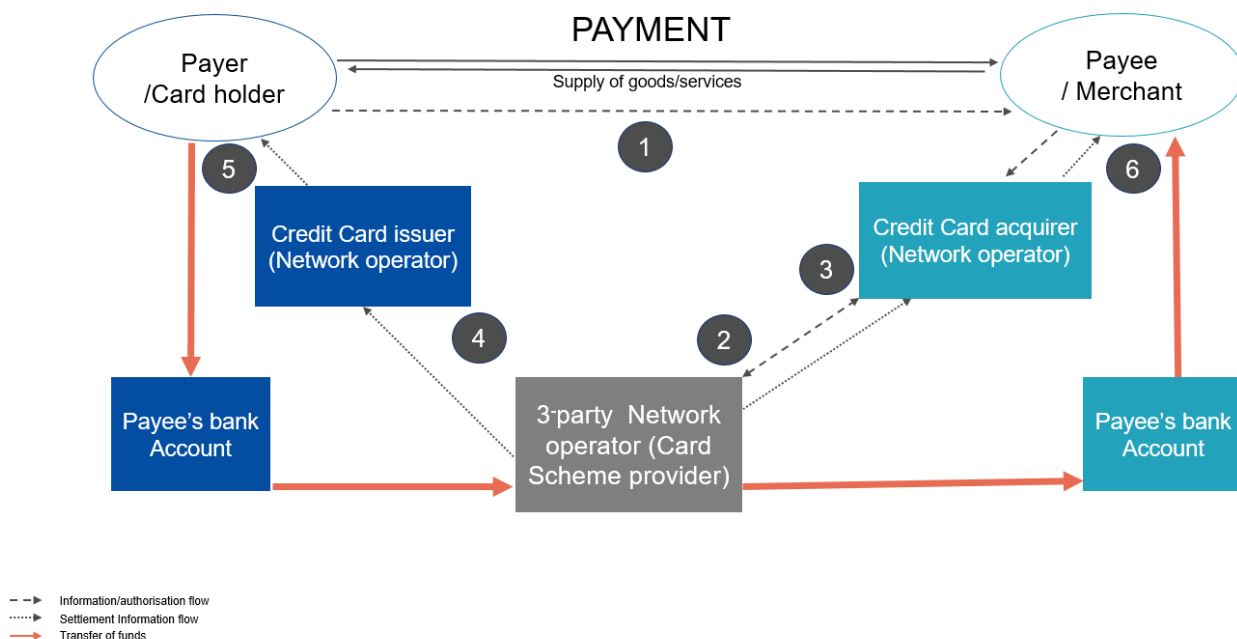 PAYMENT
Payer
/Card holder
Supply of goods/services
Payee
/ Merchant
1
5
6
Credit Card issuer
(Network operator)
Credit Card acquirer
(Network operator)
3
4
2
Payee's bank
Account
3-party Network
operator (Card
Scheme provider)
Payee's bank
Account
Information/authorisation flow
Settlement Information flow
Transfer of funds